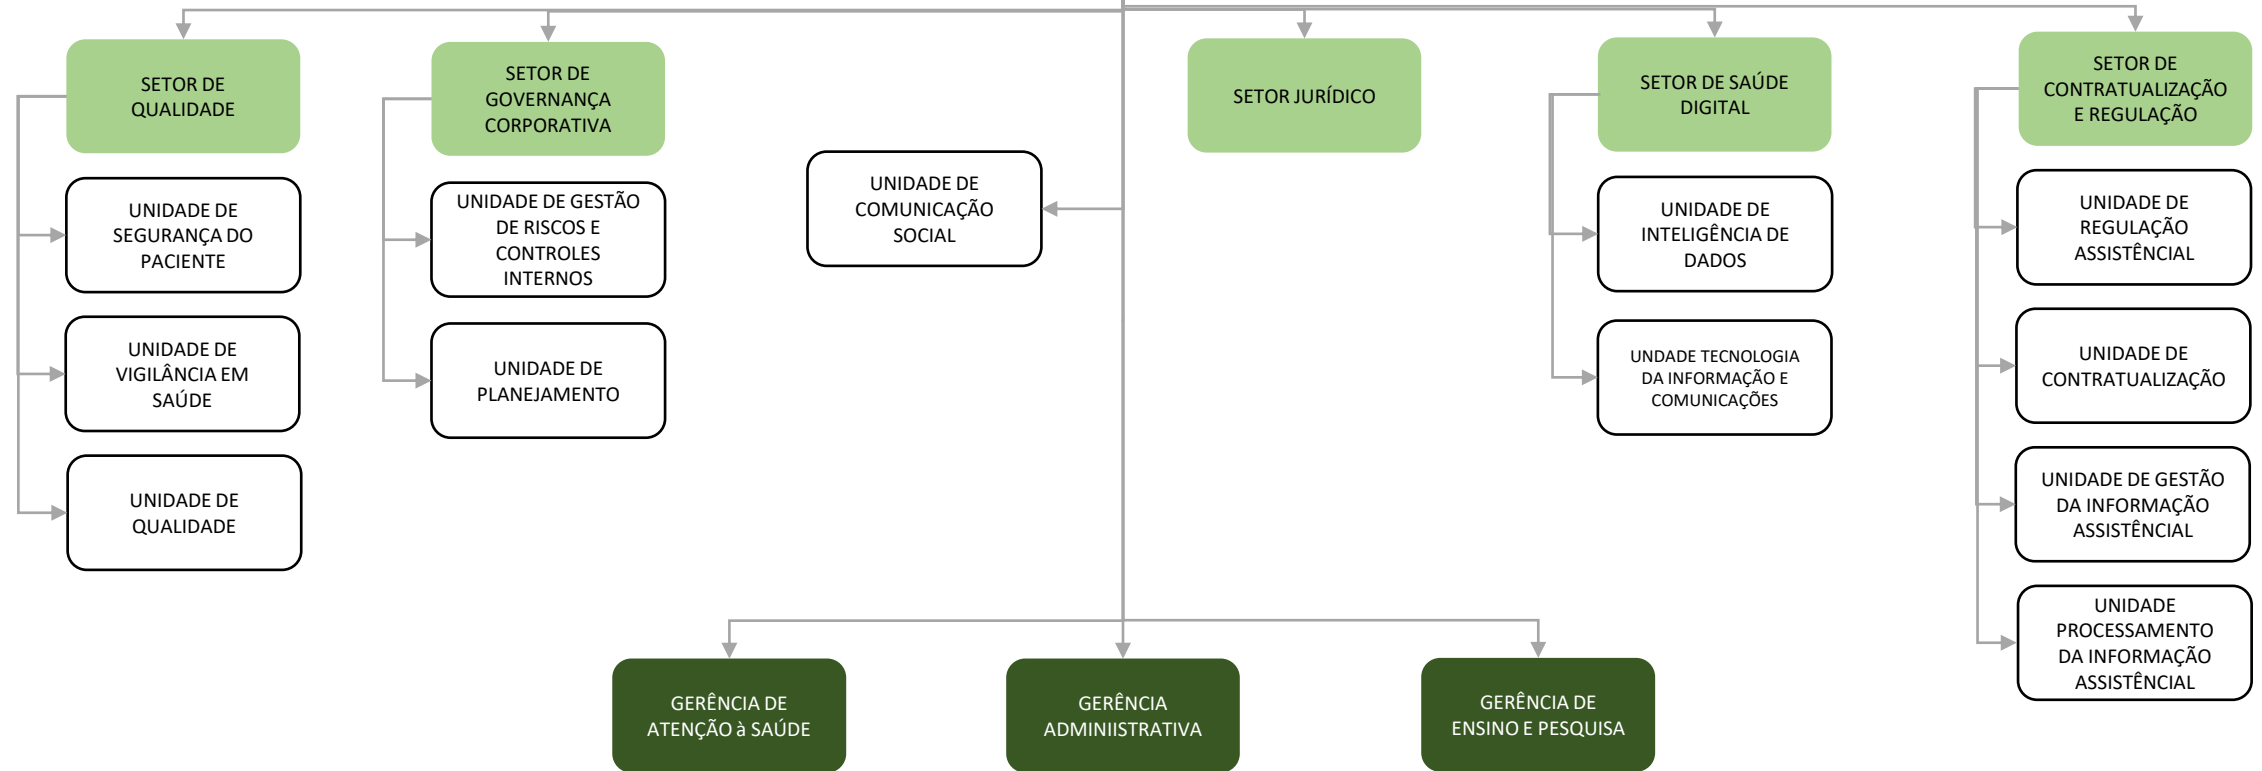 SETOR DE
QUALIDADE
SETOR DE
GOVERNANÇA
CORPORATIVA
SETOR JURÍDICO
SETOR DE SAÚDE
DIGITAL
SETOR DE
CONTRATUALIZAÇÃO
E REGULAÇÃO
UNIDADE DE
SEGURANÇA DO
PACIENTE
UNIDADE DE GESTÃO
DE RISCOS E
CONTROLES
INTERNOS
UNIDADE DE
COMUNICAÇÃO
SOCIAL
UNIDADE DE
INTELIGÊNCIA DE
DADOS
UNIDADE DE
REGULAÇÃO
ASSISTÊNCIAL
UNIDADE DE
VIGILÂNCIA EM
SAÚDE
UNIDADE DE
PLANEJAMENTO
UNDADE TECNOLOGIA
DA INFORMAÇÃO E
COMUNICAÇÕES
UNIDADE DE
CONTRATUALIZAÇÃO
UNIDADE DE
QUALIDADE
UNIDADE DE GESTÃO
DA INFORMAÇÃO
ASSISTÊNCIAL
UNIDADE
PROCESSAMENTO
DA INFORMAÇÃO
ASSISTÊNCIAL
GERÊNCIA DE
ATENÇÃO à SAÚDE
GERÊNCIA
ADMINIISTRATIVA
GERÊNCIA DE
ENSINO E PESQUISA